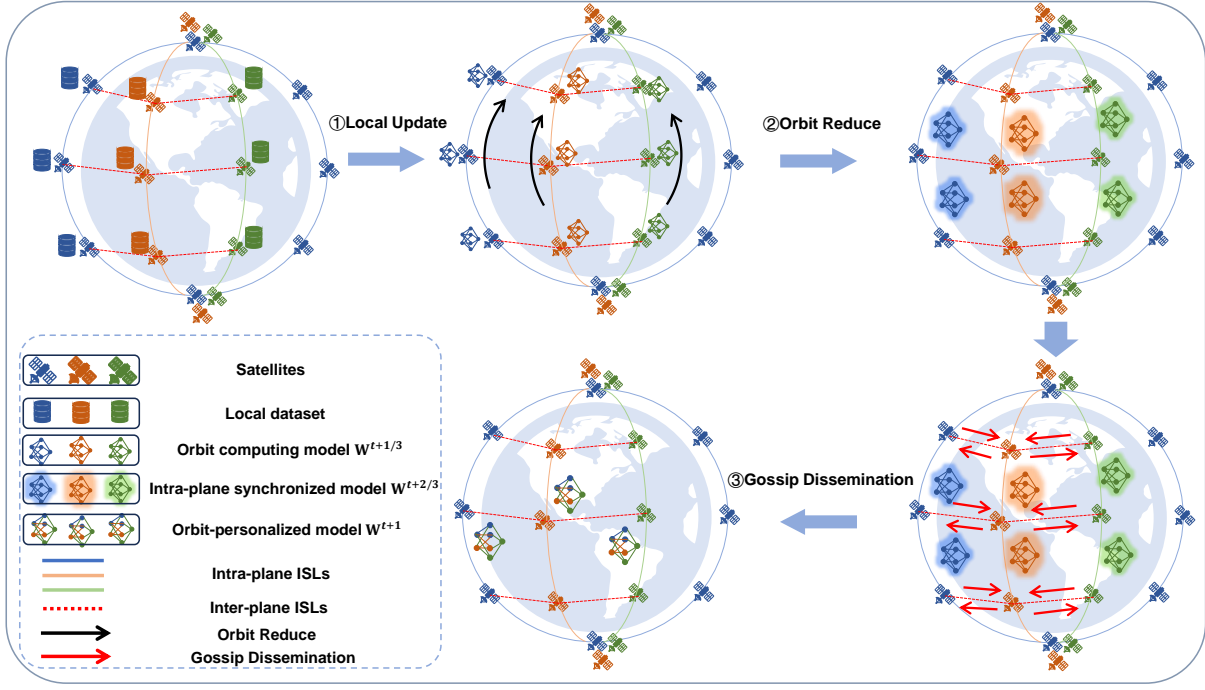 ①Local Update
②Orbit Reduce
③Gossip Dissemination
Satellites
Local dataset
Orbit computing model W^{t+1/3}
Intra-plane synchronized model W^{t+2/3}
Orbit-personalized model W^{t+1}
Intra-plane ISLs
Inter-plane ISLs
Orbit Reduce
Gossip Dissemination